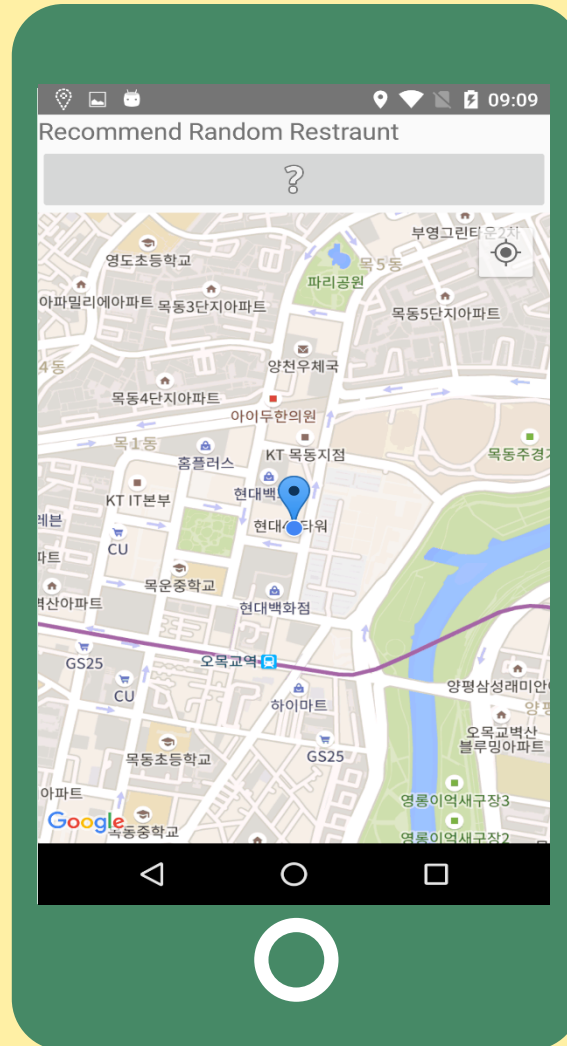 09:09
Recommend Random Restraunt
?
부영그린타운2차
영도초등학교
목5동
파리공원
아파밀리에아파트
목동3단지아파트
목동5단지아파트
양천우체국
4동
목동4단지아파트
아이두한의원
목1동
KT 목동지점
홈플러스
목동주경기
현대백
KT IT본부
레븐
현대41타워
CU
파트
목운중학교
벽산아파트
현대백화점
오목교역
GS25
양평삼성래미안
CU
하이마트
양평
오목교벽산
블루밍아파트
목동초등학교
GS25
아파트
영롱이억새구장3
Google
목동중학교
영롱이억새구장2